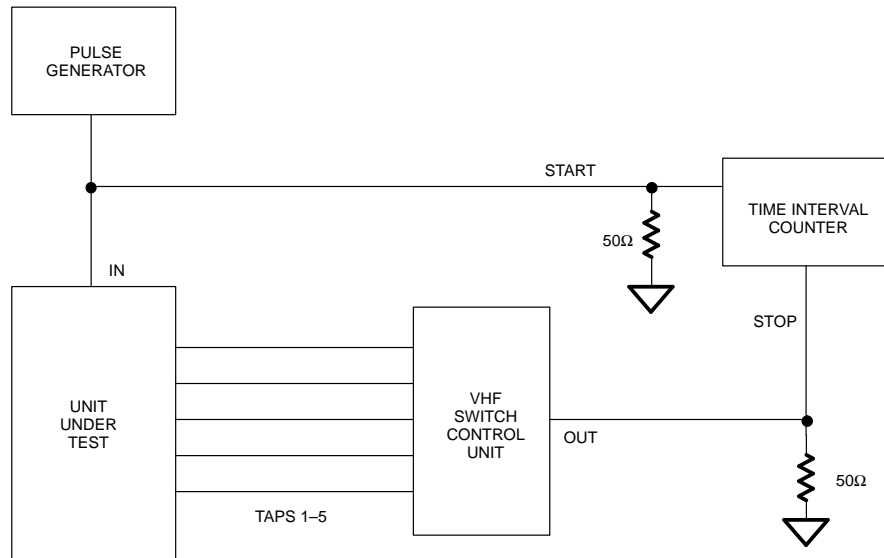 PULSE
GENERATOR
START
TIME INTERVAL
COUNTER
50Ω
IN
STOP
UNIT
UNDER
TEST
VHF
SWITCH
CONTROL
UNIT
OUT
50Ω
TAPS 1–5